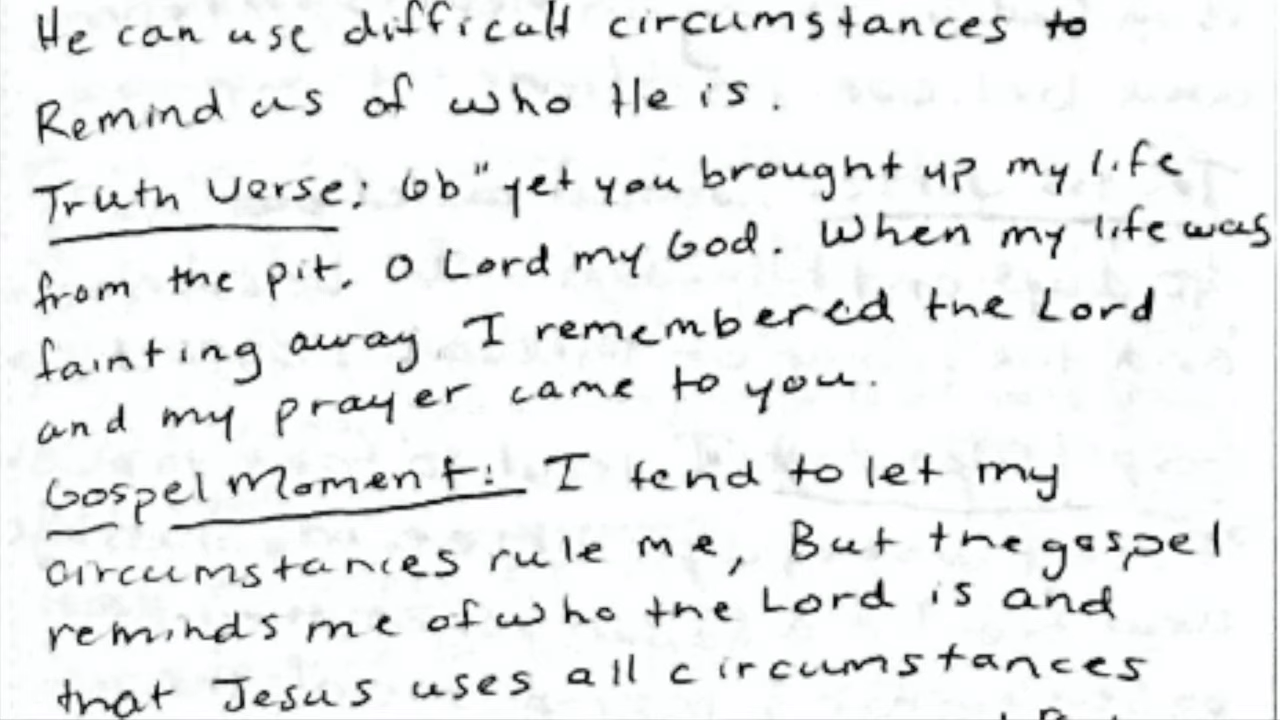 He can use difficult circumstances to
Remind us of who He is.
Truth Verse: 6b "yet you brought up my life
from the pit, O Lord my God. When my life was
fainting away I remembered the Lord
and my prayer came to you.
Gospel Moment: I tend to let my
circumstances rule me, But the gospel
reminds me of who the Lord is and
that Jesus uses all circumstances